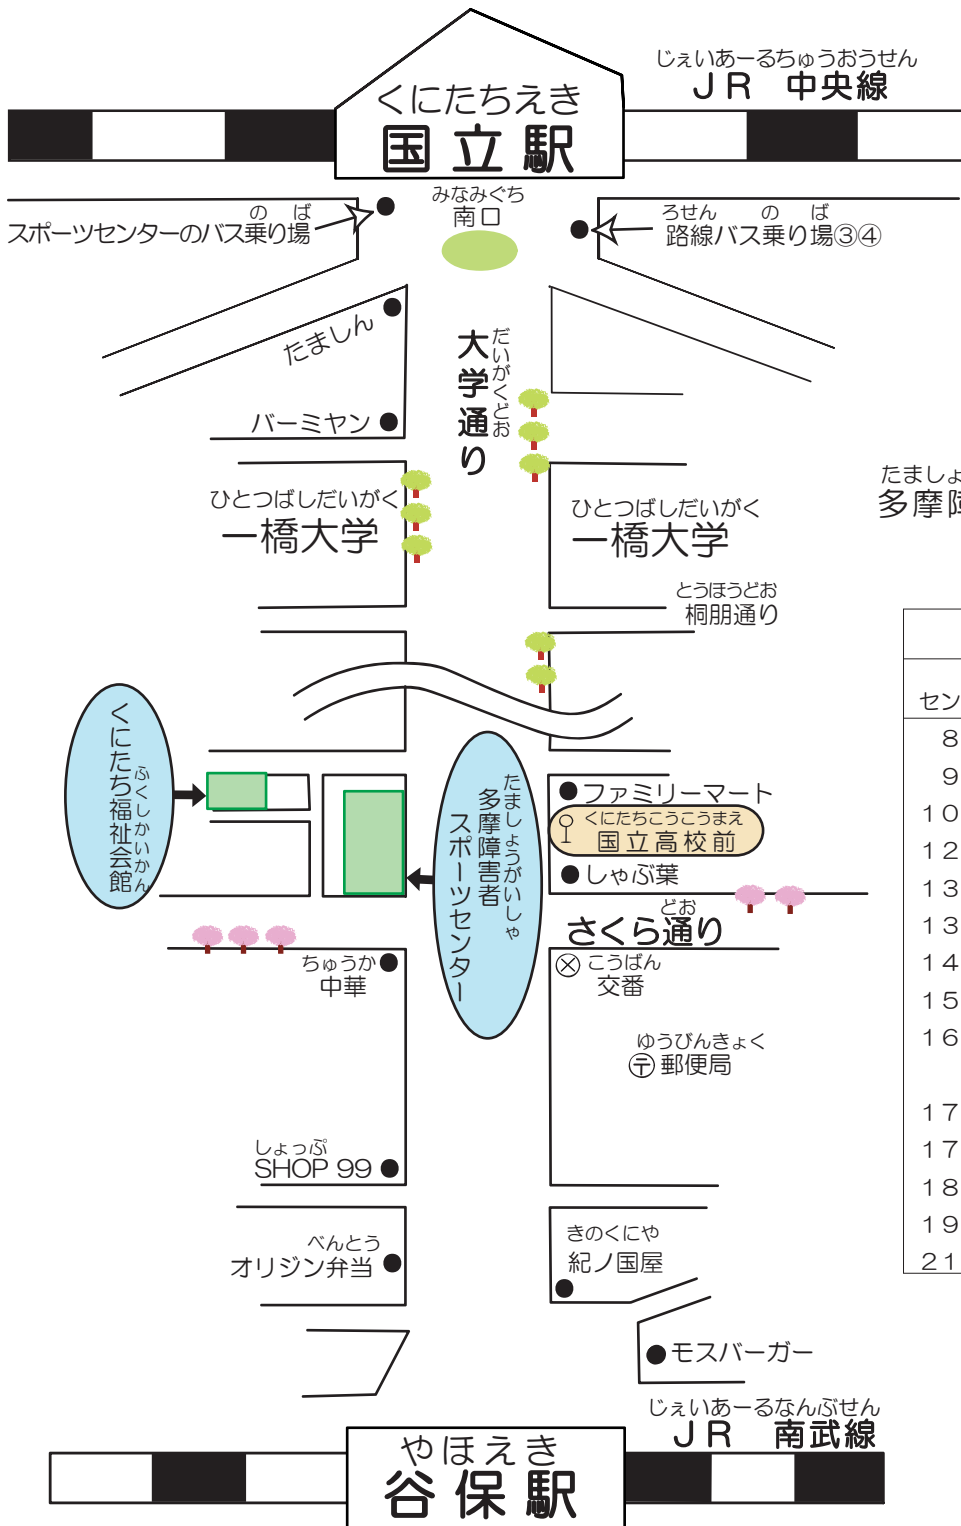 じぇいあーるちゅうおうせん
ＪＲ　中央線
くにたちえき
国立駅
みなみぐち
南口
の　ば
スポーツセンターのバス乗り場
ろせん　の　ば
路線バス乗り場③④
たましん
だいがくどお
大学通り
バーミヤン
ひとつばしだいがく
一橋大学
ひとつばしだいがく
一橋大学
たましょ
多摩障
とうほうどお
桐朋通り
ふくしかいかん
くにたち福祉会館
たましょうがいしゃ
多摩障害者
スポーツセンター
ファミリーマート
くにたちこうこうまえ
国立高校前
しゃぶ葉
どお
さくら通り
ちゅうか
中華
こうばん
交番
ゆうびんきょく
〶郵便局
しょっぷ
SHOP 99
べんとう
オリジン弁当
きのくにや
紀ノ国屋
モスバーガー
じぇいあーるなんぶせん
ＪＲ　南武線
やほえき
谷保駅
セン
８
９
１０
１２
１３
１３
１４
１５
１６
１７
１７
１８
１９
２１